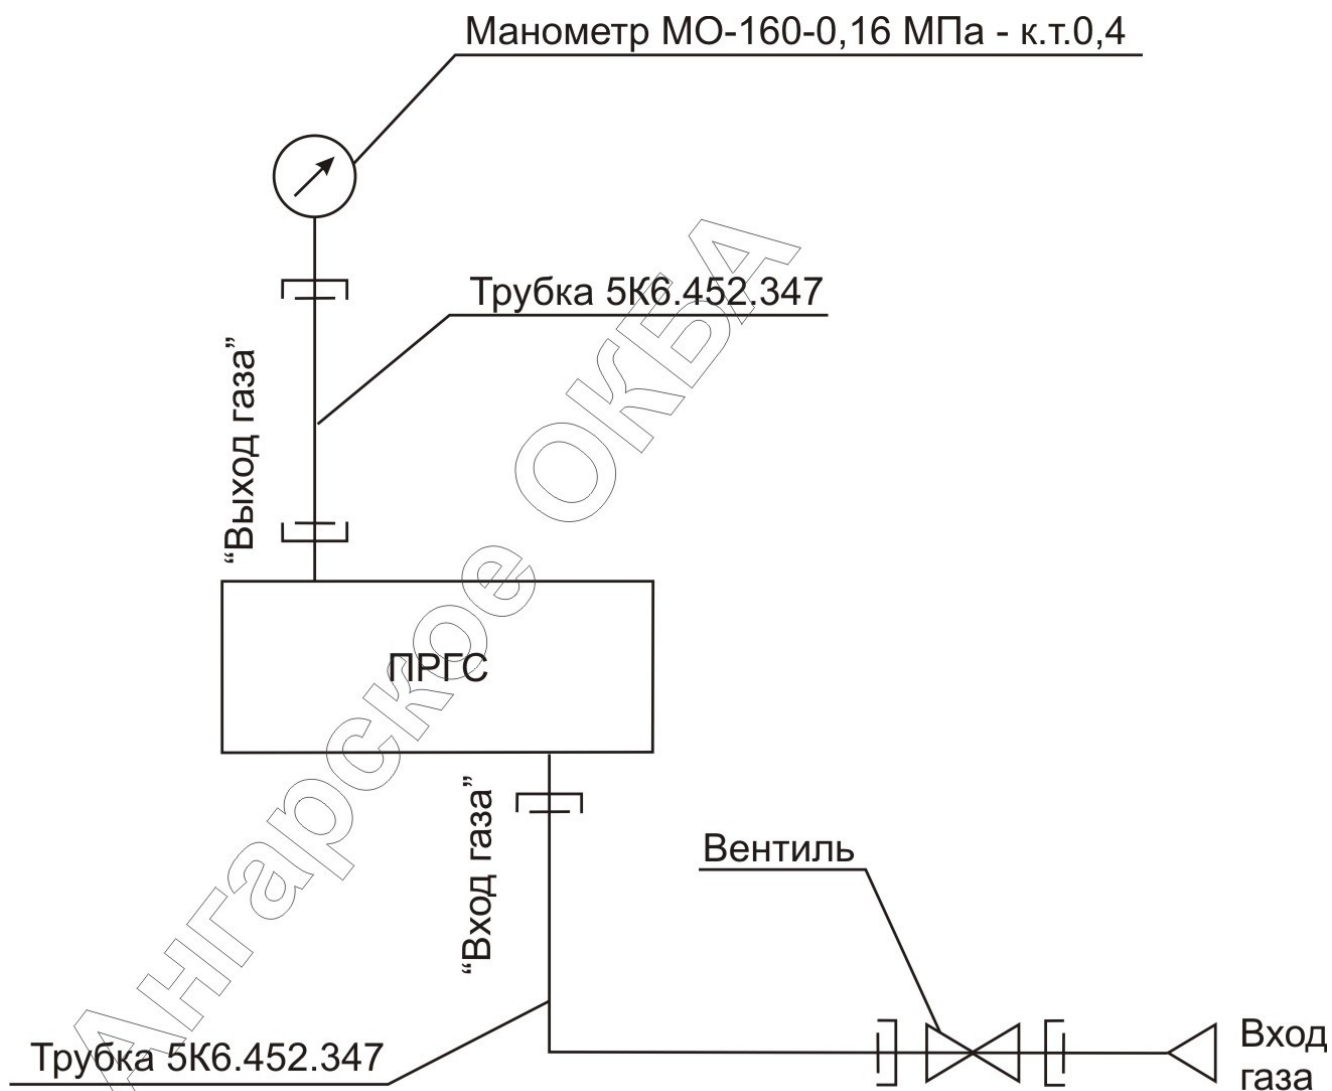 Манометр МО-160-0,16 МПа - к.т.0,4
Трубка 5К6.452.347
“Выход газа”
Ангарское ОКБА
ПРГС
“Вход газа”
Вентиль
Трубка 5К6.452.347
Вход
газа